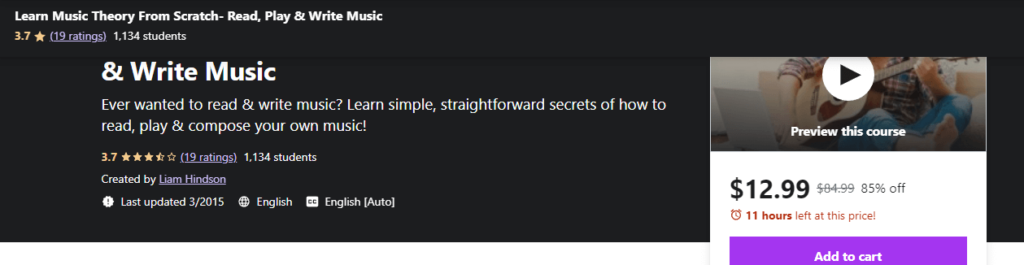 Learn Music Theory From Scratch- Read, Play & Write Music
3.7 (19 ratings) 1,134 students
& Write Music
Ever wanted to read & write music? Learn simple, straightforward secrets of how to
read, play & compose your own music!
3.7 (19 ratings) 1,134 students
Created by Liam Hindson
Last updated 3/2015 English CC English [Auto]
Preview this course
$12.99 $84.99 85% off
11 hours left at this price!
Add to cart